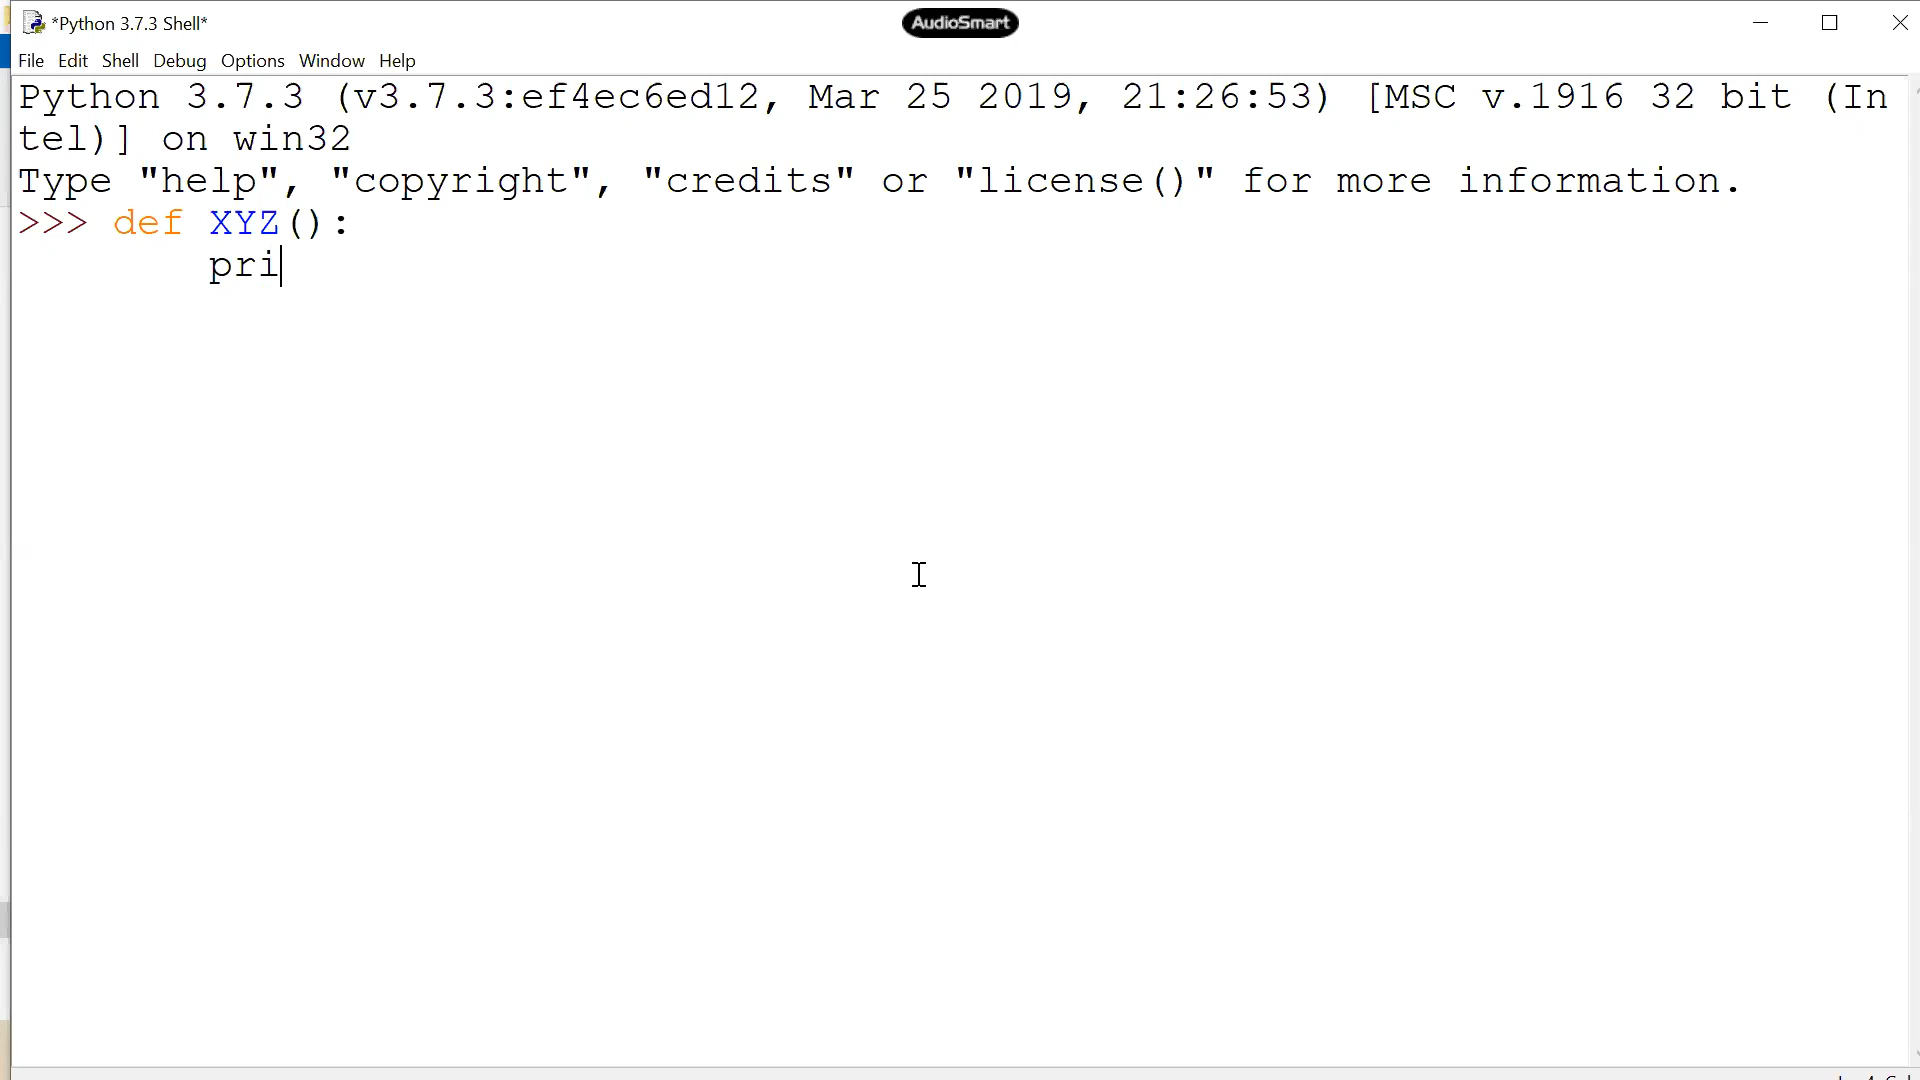 *Python 3.7.3 Shell*
AudioSmart
File Edit Shell Debug Options Window Help
Python 3.7.3 (v3.7.3:ef4ec6ed12, Mar 25 2019, 21:26:53) [MSC v.1916 32 bit (In
tel)] on win32
Type "help", "copyright", "credits" or "license()" for more information.
>>> def XYZ():
pri